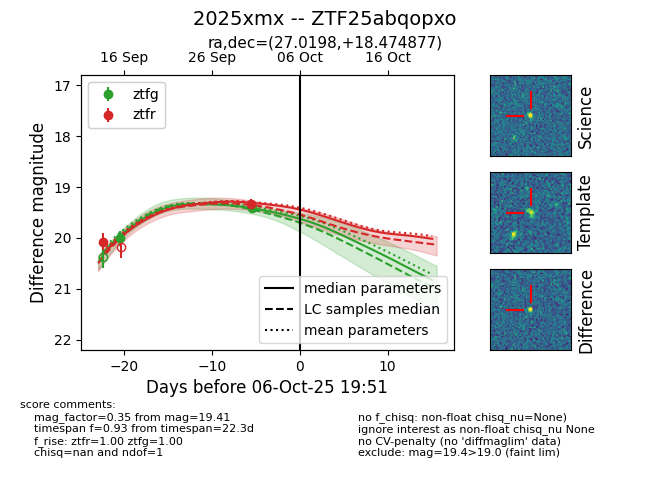 2025xmx -- ZTF25abqopxo
ra,dec=(27.0198,+18.474877)
16 Sep
26 Sep
06 Oct
16 Oct
ztfg
ztfr
17
18
19
20
21
22
Difference magnitude
median parameters
LC samples median
mean parameters
−20
−10
0
10
Days before 06-Oct-25 19:51
Science
Template
Difference
score comments:
mag_factor=0.35 from mag=19.41
timespan f=0.93 from timespan=22.3d
f_rise: ztfr=1.00 ztfg=1.00
chisq=nan and ndof=1
no f_chisq: non-float chisq_nu=None)
ignore interest as non-float chisq_nu None
no CV-penalty (no 'diffmaglim' data)
exclude: mag=19.4>19.0 (faint lim)